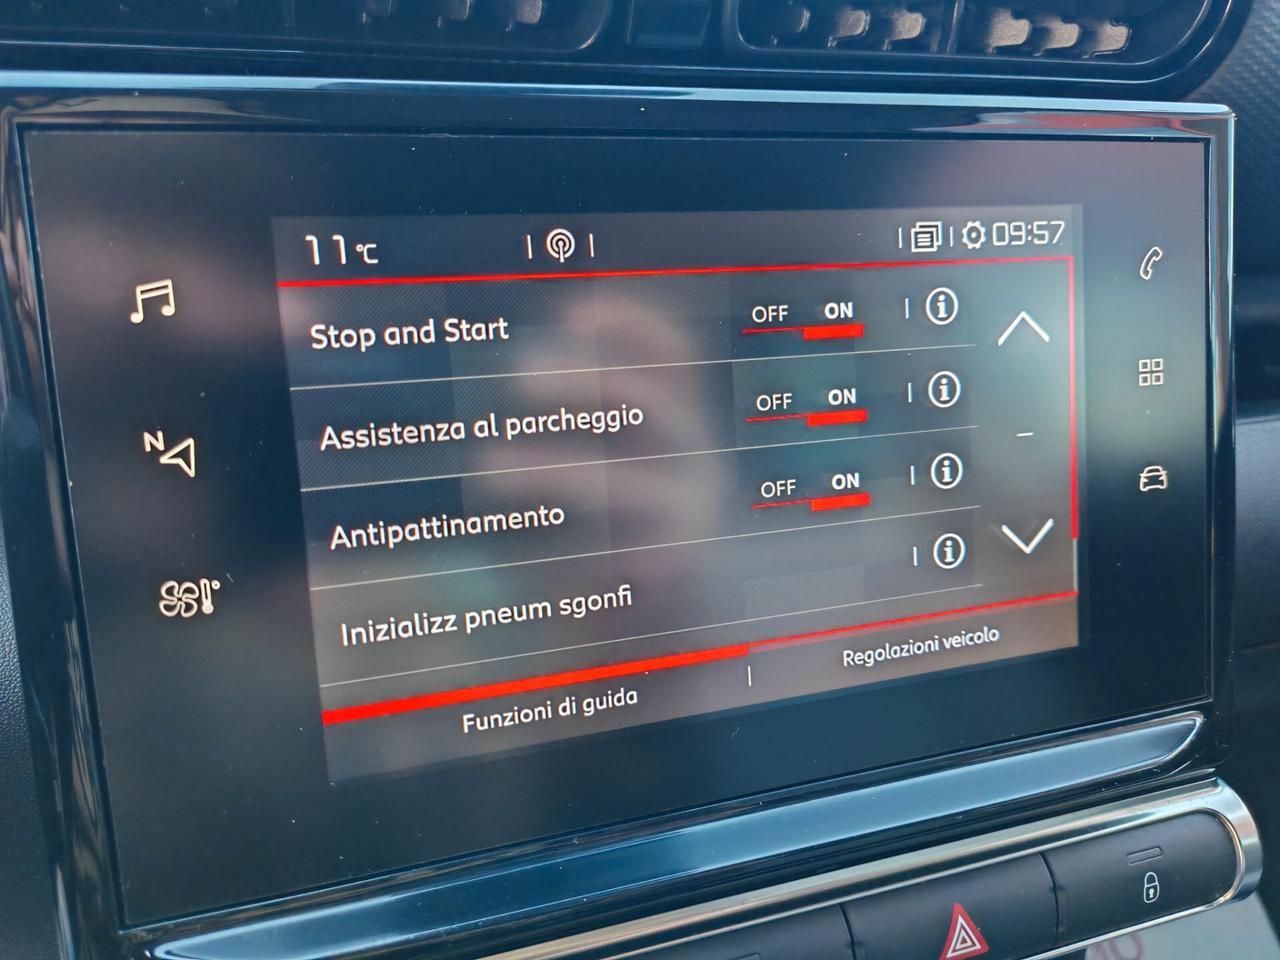 11°C
09:57
Stop and Start OFF ON
Assistenza al parcheggio OFF ON
Antipattinamento OFF ON
Inizializz pneum sgonfi
Funzioni di guida
Regolazioni veicolo
N